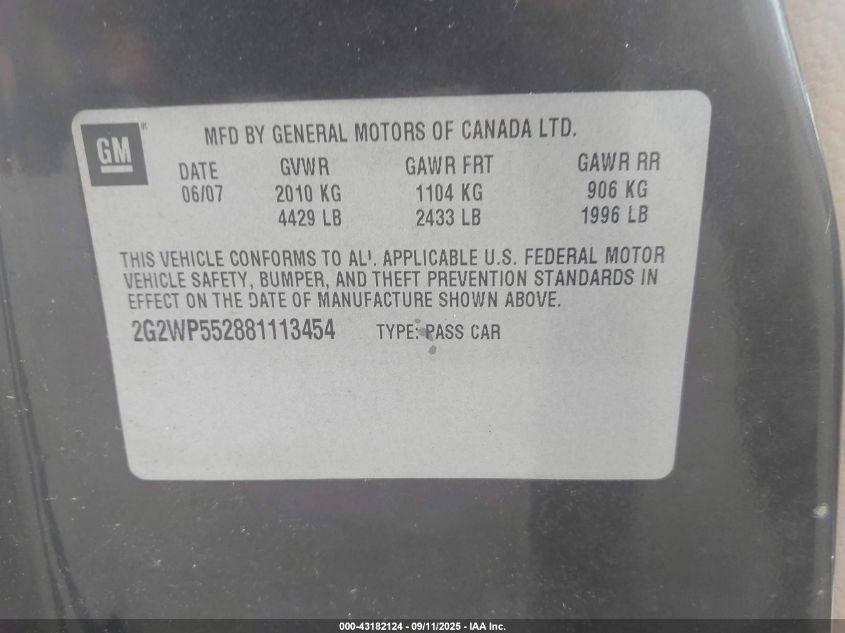 GM
MFD BY GENERAL MOTORS OF CANADA LTD.
DATE GVWR GAWR FRT GAWR RR
06/07 2010 KG 1104 KG 906 KG
4429 LB 2433 LB 1996 LB
THIS VEHICLE CONFORMS TO ALL APPLICABLE U.S. FEDERAL MOTOR
VEHICLE SAFETY, BUMPER, AND THEFT PREVENTION STANDARDS IN
EFFECT ON THE DATE OF MANUFACTURE SHOWN ABOVE.
2G2WP552881113454 TYPE: PASS CAR
000-43182124 - 09/11/2025 - IAA Inc.